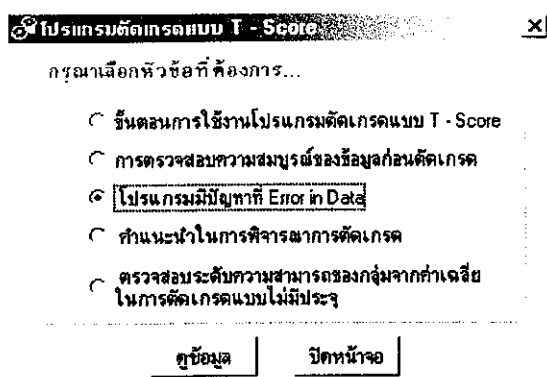 โปรแกรมตัดเกรดแบบ T - Score
กรุณาเลือกหัวข้อที่ต้องการ...
ขั้นตอนการใช้งานโปรแกรมตัดเกรดแบบ T - Score
การตรวจสอบความสมบูรณ์ของข้อมูลก่อนตัดเกรด
โปรแกรมมีปัญหาที่ Error in Data
คำแนะนำในการพิจารณาการตัดเกรด
ตรวจสอบระดับความสามารถของกลุ่มจากค่าเฉลี่ย
ในการตัดเกรดแบบไม่มีประจุ
ดูข้อมูล
ปิดหน้าจอ